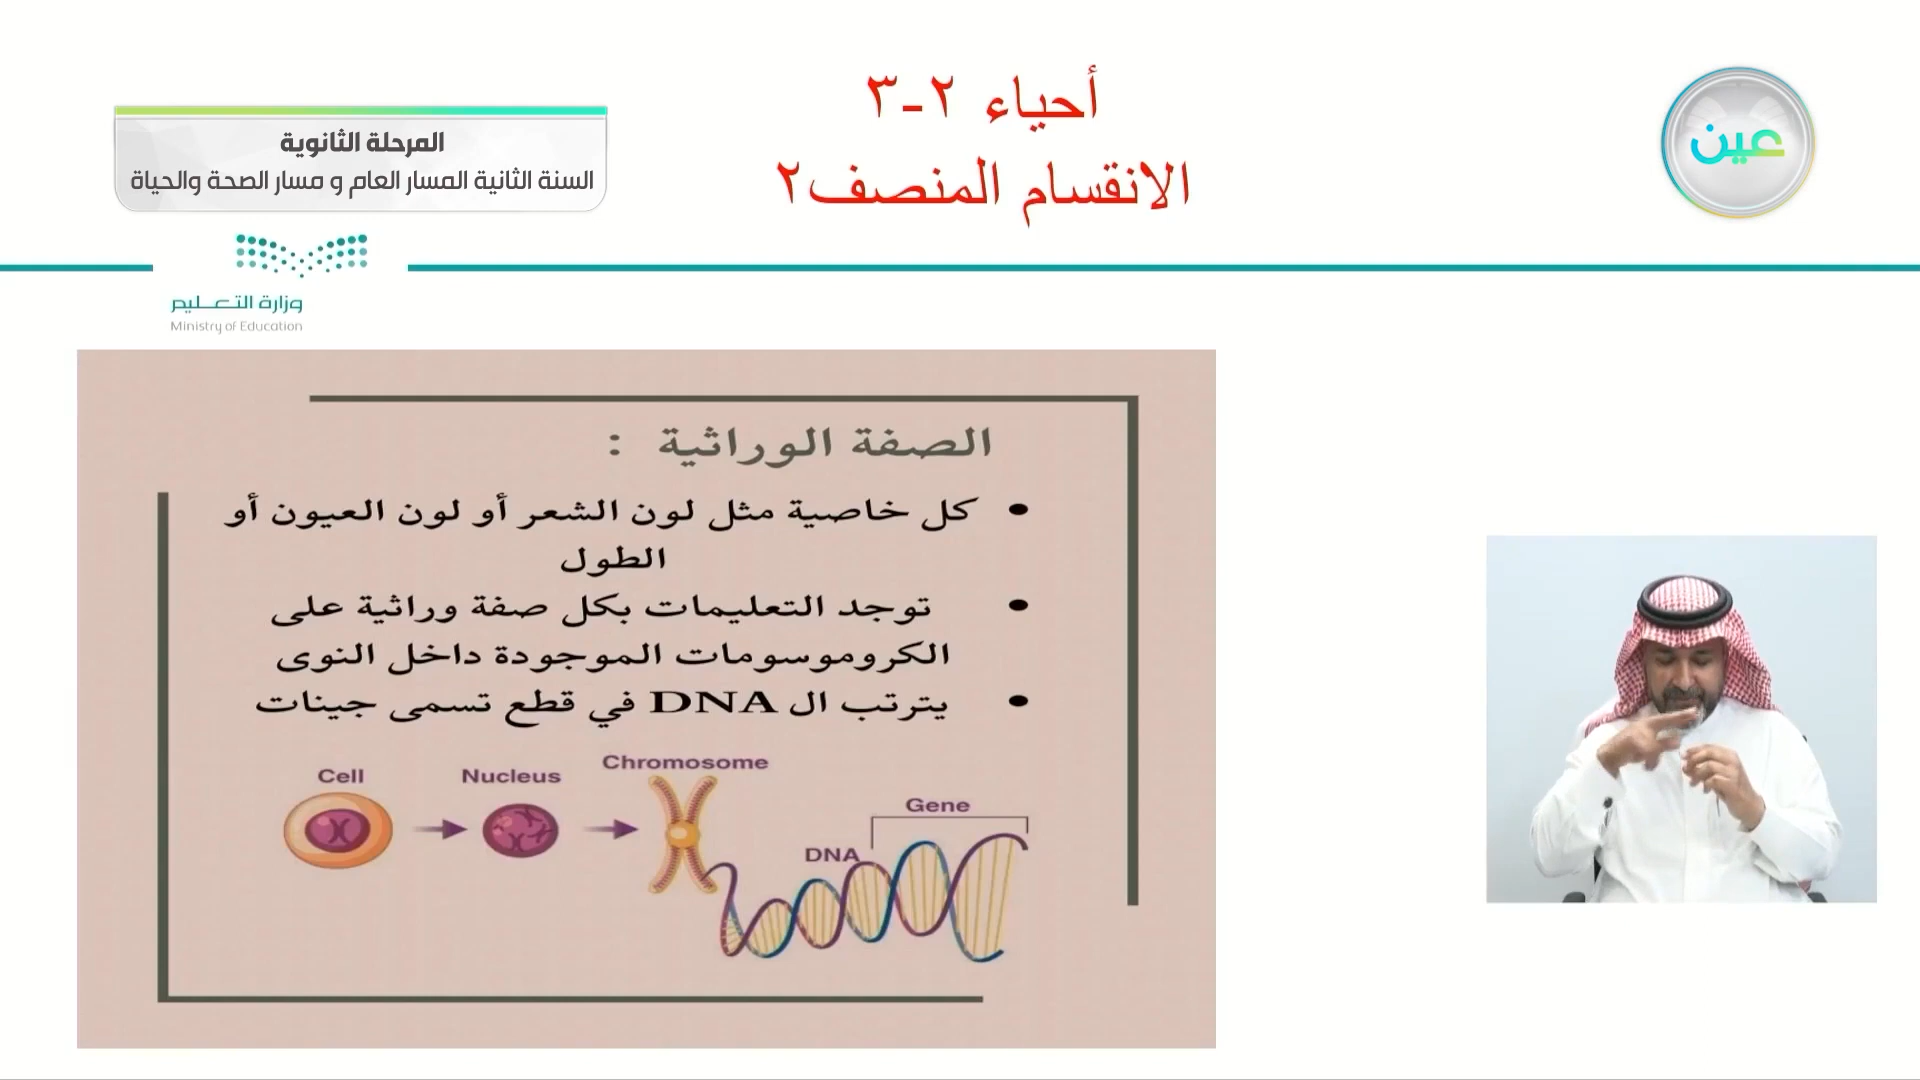 أحياء ٢-٣
الانقسام المنصف٢
عين
المرحلة الثانوية
السنة الثانية المسار العام و مسار الصحة والحياة
وزارة التعليم
Ministry of Education
الصفة الوراثية :
• كل خاصية مثل لون الشعر أو لون العيون أو
الطول
• توجد التعليمات بكل صفة وراثية على
الكروموسومات الموجودة داخل النوى
• يترتب ال DNA في قطع تسمى جينات
Cell
Nucleus
Chromosome
Gene
DNA